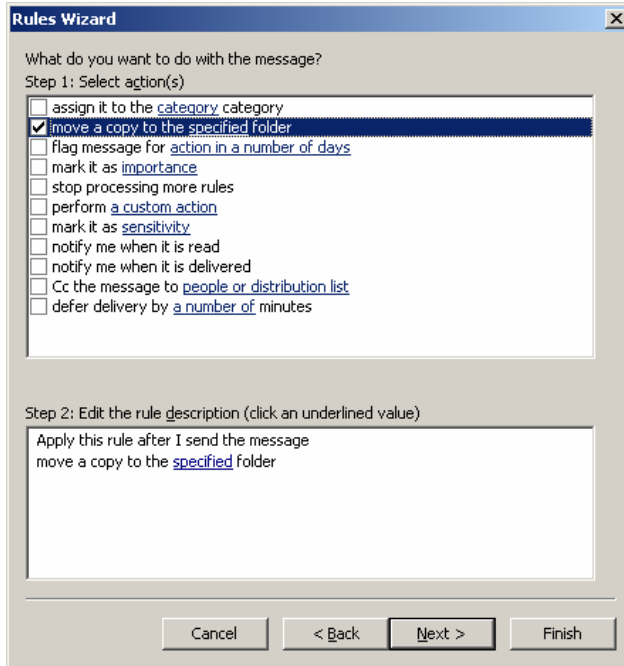 Rules Wizard
What do you want to do with the message?
Step 1: Select action(s)
assign it to the category category
move a copy to the specified folder
flag message for action in a number of days
mark it as importance
stop processing more rules
perform a custom action
mark it as sensitivity
notify me when it is read
notify me when it is delivered
Cc the message to people or distribution list
defer delivery by a number of minutes
Step 2: Edit the rule description (click an underlined value)
Apply this rule after I send the message
move a copy to the specified folder
Cancel < Back Next > Finish